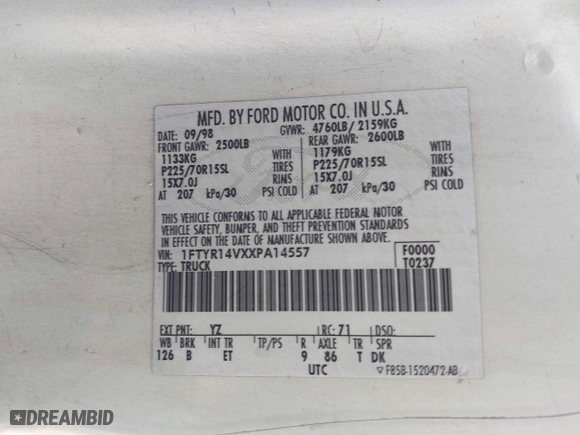 MFD. BY FORD MOTOR CO. IN U.S.A.
DATE: 09/98 GVWR: 4760LB/ 2159KG
FRONT GAWR: 2500LB REAR GAWR: 2600LB
1133KG WITH 1179KG WITH
P225/70R15SL TIRES P225/70R15SL TIRES
15X7.0J RIMS 15X7.0J RIMS
AT 207 kPa/30 PSI COLD AT 207 kPa/30 PSI COLD
THIS VEHICLE CONFORMS TO ALL APPLICABLE FEDERAL MOTOR
VEHICLE SAFETY, BUMPER, AND THEFT PREVENTION STANDARDS
IN EFFECT ON THE DATE OF MANUFACTURE SHOWN ABOVE.
VIN: 1FTYR14VXXPA14557 F0000
TYPE: TRUCK T0237
EXT PNT: YZ RC: 71 DSO:
WB BRK INT TR TP/PS R AXLE TR SPR
126 B ET 9 86 T DK
UTC F85B-1520472-AB
DREAMBID